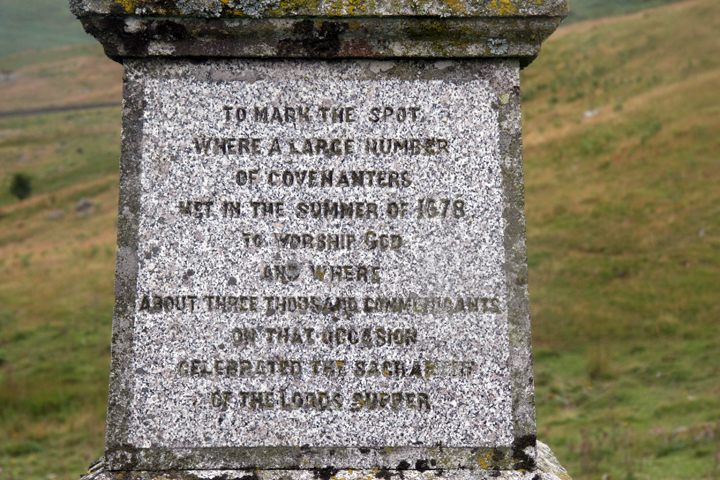 TO MARK THE SPOT
WHERE A LARGE NUMBER
OF COVENANTERS
MET IN THE SUMMER OF 1678
TO WORSHIP GOD
AND WHERE
ABOUT THREE THOUSAND COMMUNICANTS
ON THAT OCCASION
CELEBRATED THE SACRAMENT
OF THE LORDS SUPPER